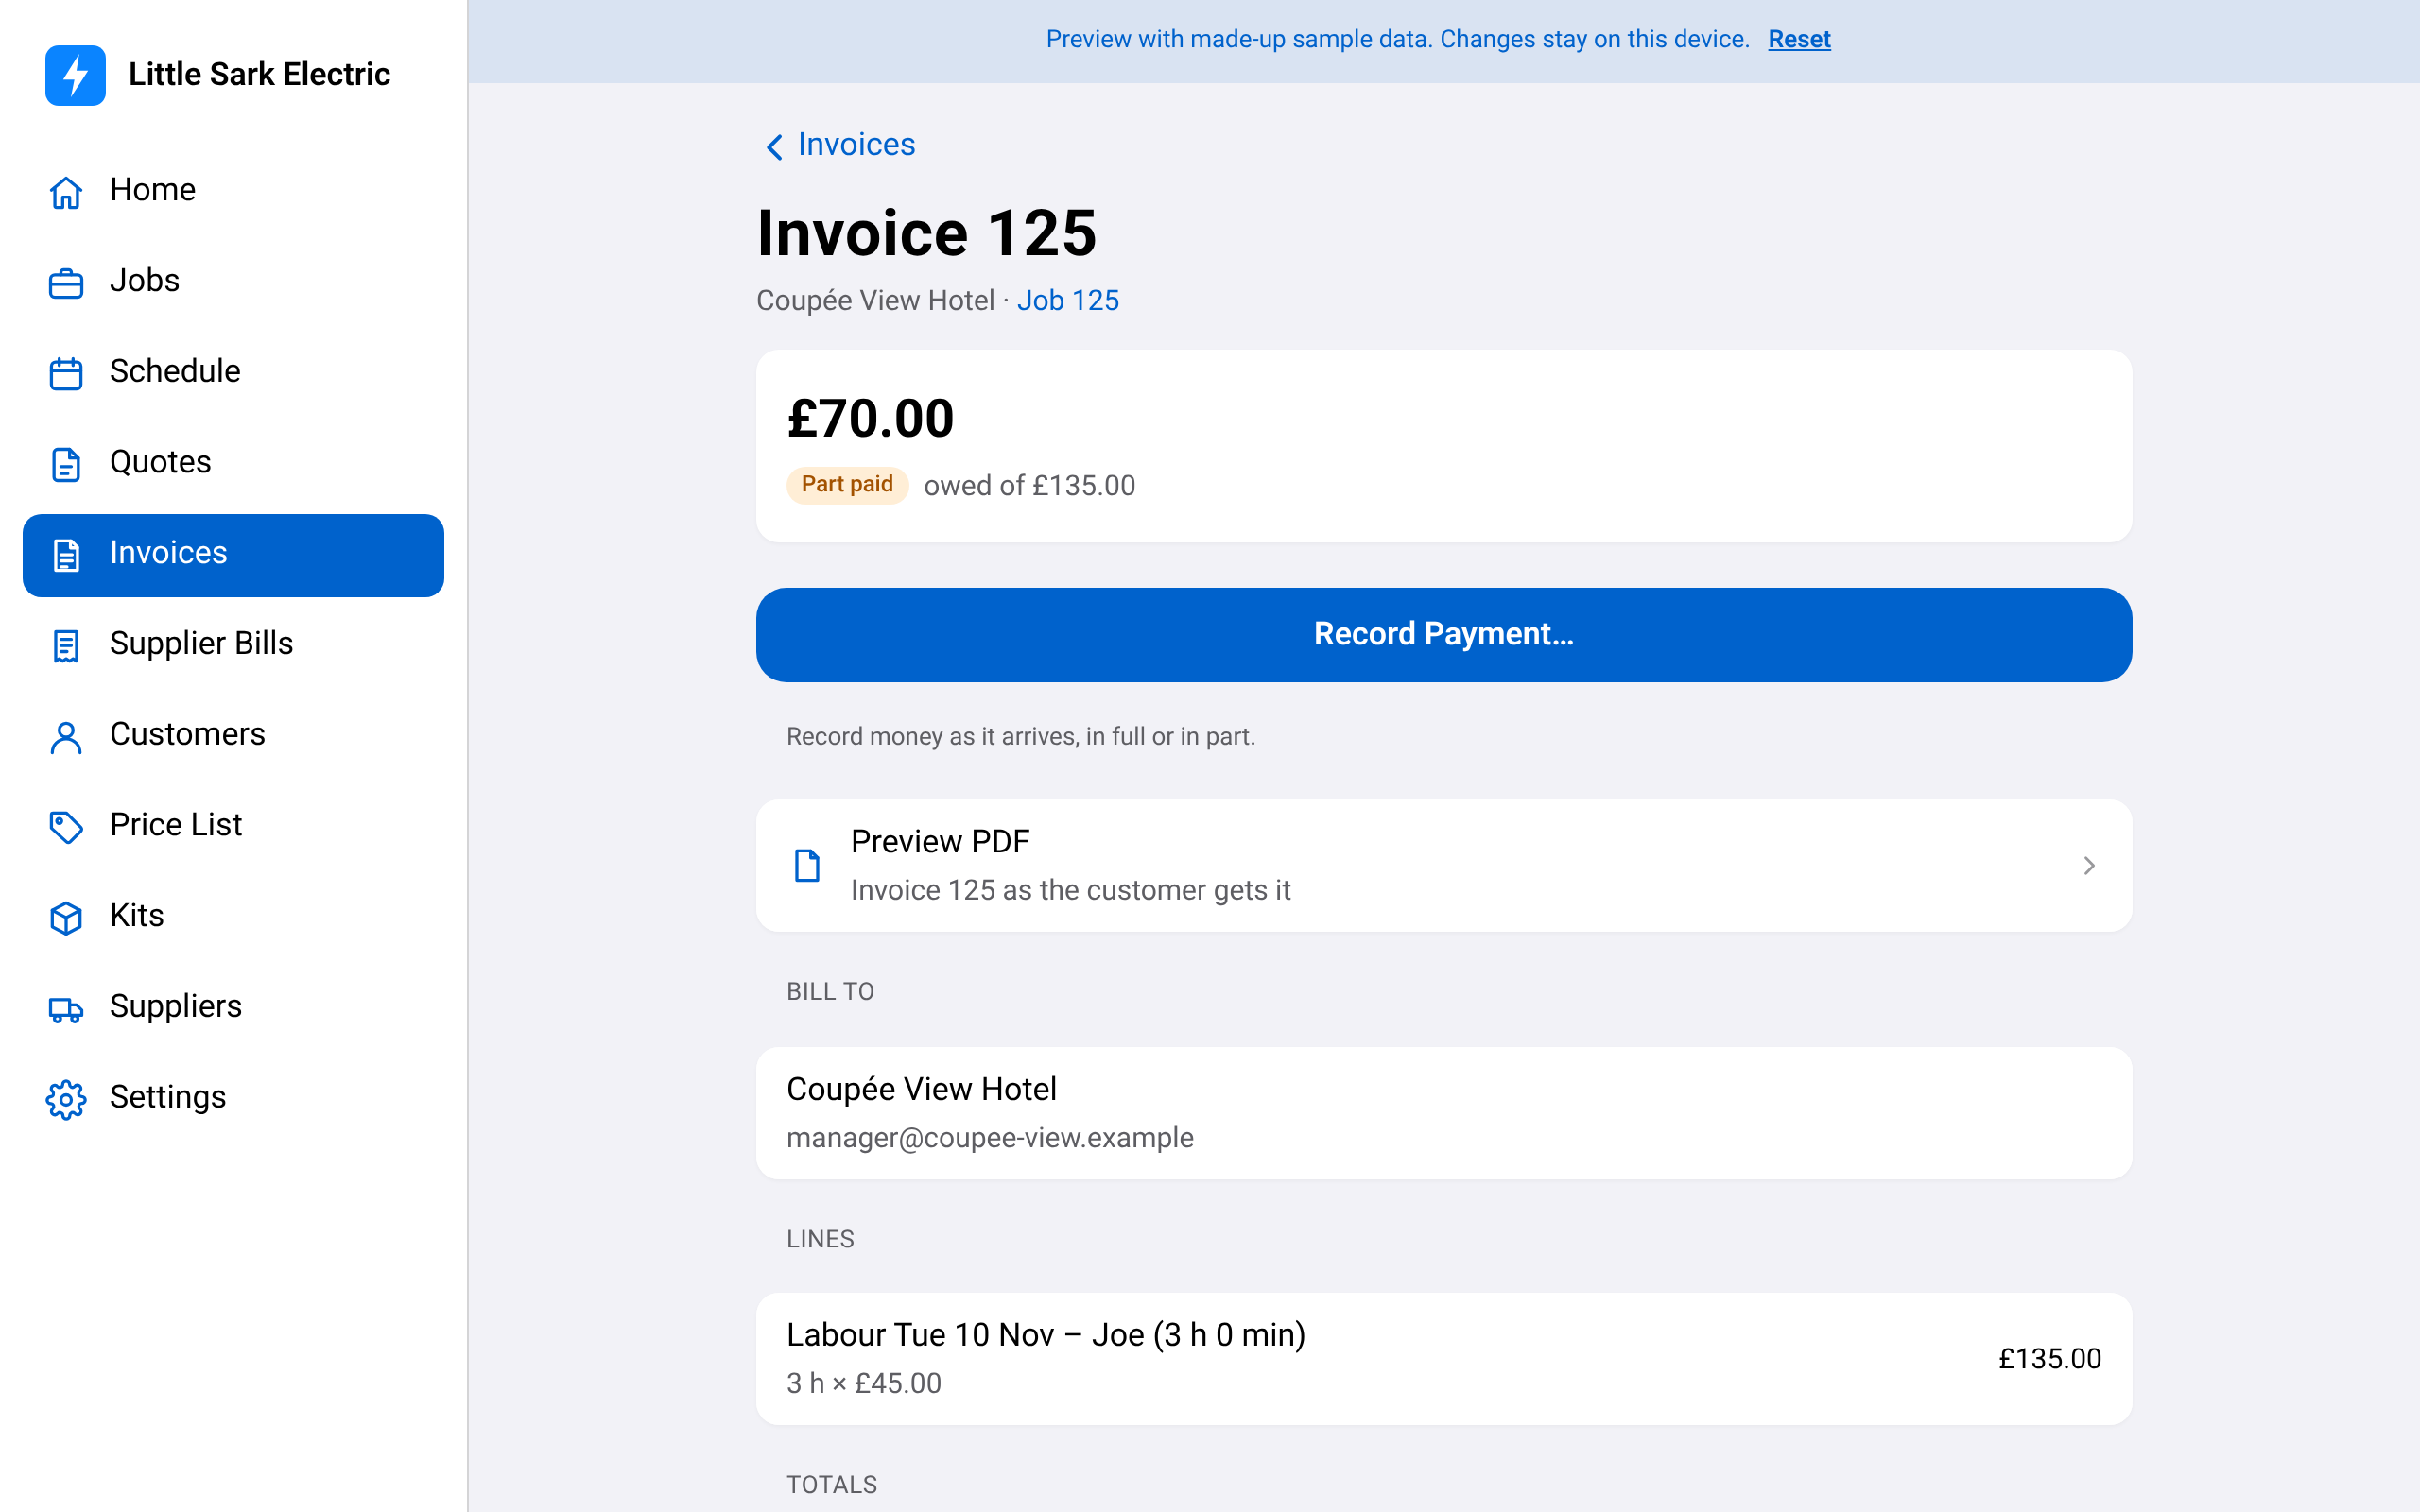 Little Sark Electric
Home
Jobs
Schedule
Quotes
Invoices
Supplier Bills
Customers
Price List
Kits
Suppliers
Settings
Preview with made-up sample data. Changes stay on this device. Reset
Invoices
Invoice 125
Coupée View Hotel · Job 125
£70.00
Part paid owed of £135.00
Record Payment…
Record money as it arrives, in full or in part.
Preview PDF
Invoice 125 as the customer gets it
BILL TO
Coupée View Hotel
manager@coupee-view.example
LINES
Labour Tue 10 Nov – Joe (3 h 0 min)
3 h × £45.00
£135.00
TOTALS